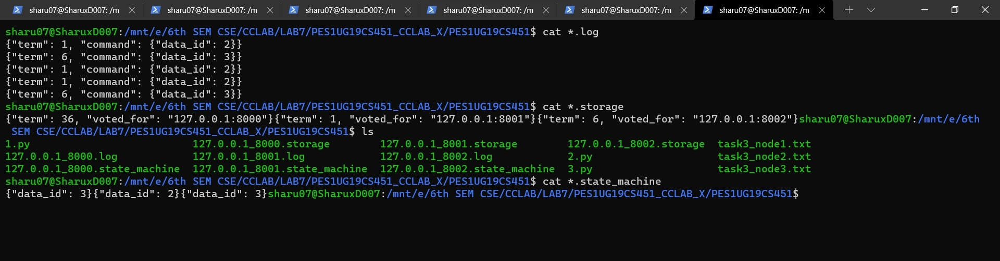 sharu07@SharuxD007: /m sharu07@SharuxD007: /m sharu07@SharuxD007: /m sharu07@SharuxD007: /m sharu07@SharuxD007: /m sharu07@SharuxD007: /m
sharu07@SharuxD007:/mnt/e/6th SEM CSE/CCLAB/LAB7/PES1UG19CS451_CCLAB_X/PES1UG19CS451$ cat *.log
{"term": 1, "command": {"data_id": 2}}
{"term": 6, "command": {"data_id": 3}}
{"term": 1, "command": {"data_id": 2}}
{"term": 1, "command": {"data_id": 2}}
{"term": 6, "command": {"data_id": 3}}
sharu07@SharuxD007:/mnt/e/6th SEM CSE/CCLAB/LAB7/PES1UG19CS451_CCLAB_X/PES1UG19CS451$ cat *.storage
{"term": 36, "voted_for": "127.0.0.1:8000"}{"term": 1, "voted_for": "127.0.0.1:8001"}{"term": 6, "voted_for": "127.0.0.1:8002"}sharu07@SharuxD007:/mnt/e/6th
SEM CSE/CCLAB/LAB7/PES1UG19CS451_CCLAB_X/PES1UG19CS451$ ls
1.py 127.0.0.1_8000.storage 127.0.0.1_8001.storage 127.0.0.1_8002.storage task3_node1.txt
127.0.0.1_8000.log 127.0.0.1_8001.log 127.0.0.1_8002.log 2.py task3_node2.txt
127.0.0.1_8000.state_machine 127.0.0.1_8001.state_machine 127.0.0.1_8002.state_machine 3.py task3_node3.txt
sharu07@SharuxD007:/mnt/e/6th SEM CSE/CCLAB/LAB7/PES1UG19CS451_CCLAB_X/PES1UG19CS451$ cat *.state_machine
{"data_id": 3}{"data_id": 2}{"data_id": 3}sharu07@SharuxD007:/mnt/e/6th SEM CSE/CCLAB/LAB7/PES1UG19CS451_CCLAB_X/PES1UG19CS451$